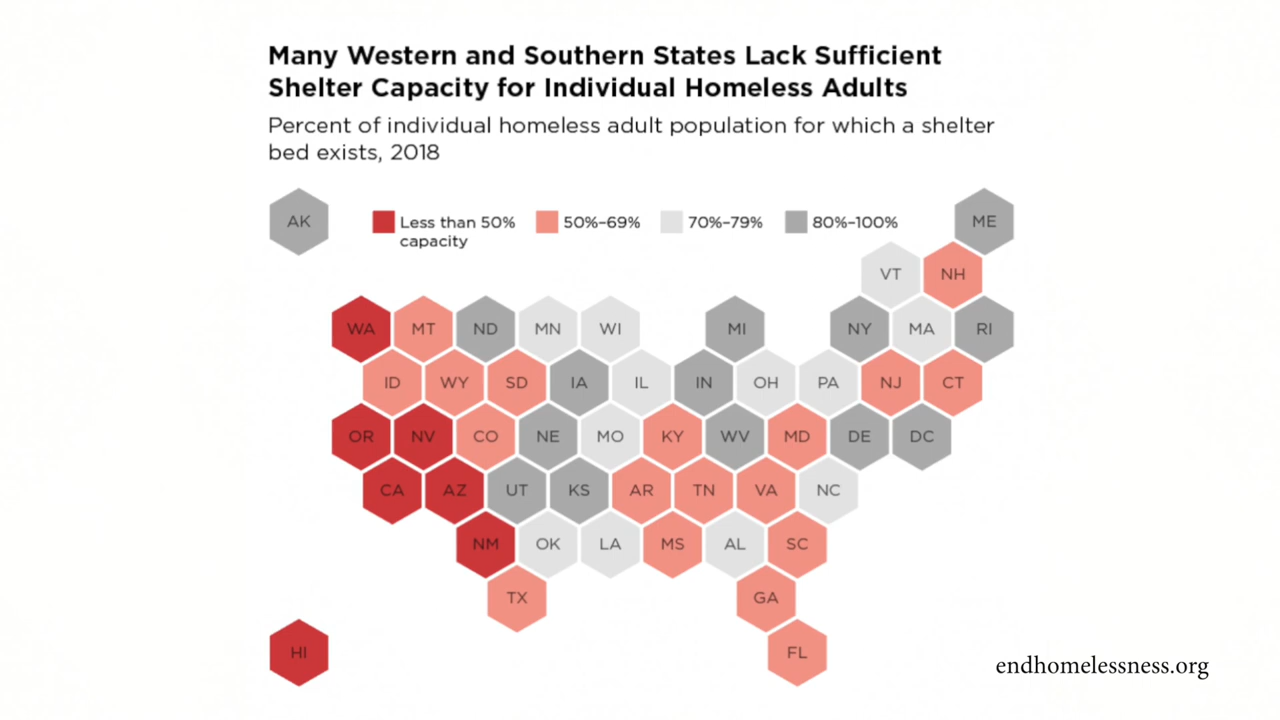 Many Western and Southern States Lack Sufficient
Shelter Capacity for Individual Homeless Adults
Percent of individual homeless adult population for which a shelter
bed exists, 2018
AK Less than 50% 50%–69% 70%–79% 80%–100% ME
capacity
VT NH
WA MT ND MN WI MI NY MA RI
ID WY SD IA IL IN OH PA NJ CT
OR NV CO NE MO KY WV MD DE DC
CA AZ UT KS AR TN VA NC
NM OK LA MS AL SC
TX GA
HI FL
endhomelessness.org